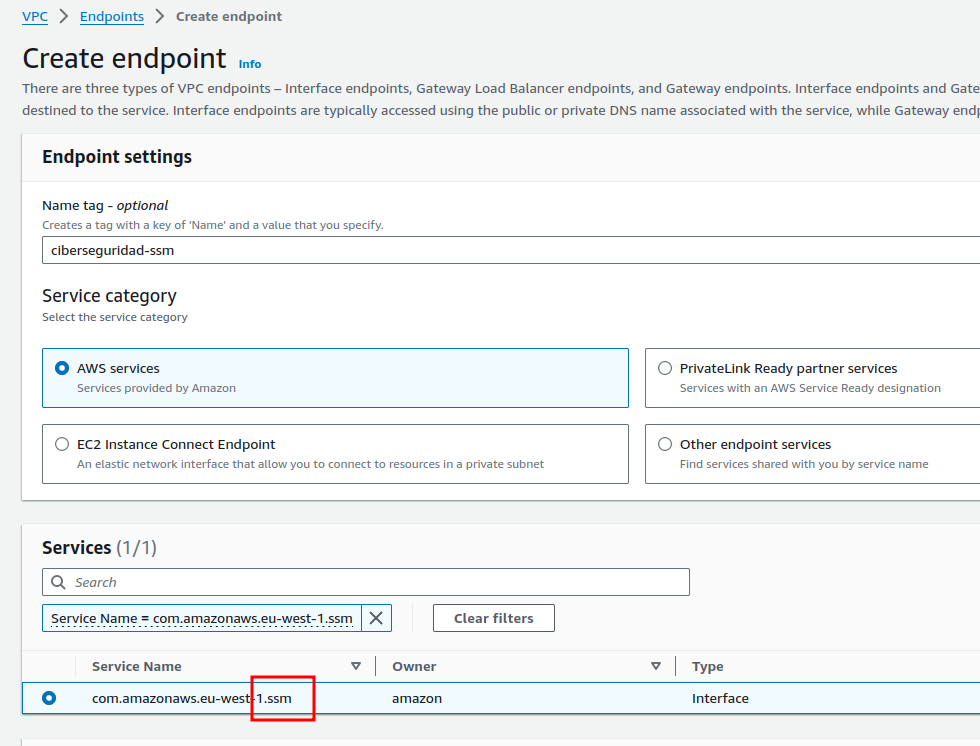 VPC > Endpoints > Create endpoint
Create endpoint Info
There are three types of VPC endpoints – Interface endpoints, Gateway Load Balancer endpoints, and Gateway endpoints. Interface endpoints and Gate
destined to the service. Interface endpoints are typically accessed using the public or private DNS name associated with the service, while Gateway endp
Endpoint settings
Name tag - optional
Creates a tag with a key of 'Name' and a value that you specify.
ciberseguridad-ssm
Service category
Select the service category
AWS services
Services provided by Amazon
PrivateLink Ready partner services
Services with an AWS Service Ready designation
EC2 Instance Connect Endpoint
An elastic network interface that allow you to connect to resources in a private subnet
Other endpoint services
Find services shared with you by service name
Services (1/1)
Search
Service Name = com.amazonaws.eu-west-1.ssm
Clear filters
Service Name Owner Type
com.amazonaws.eu-west-1.ssm amazon Interface